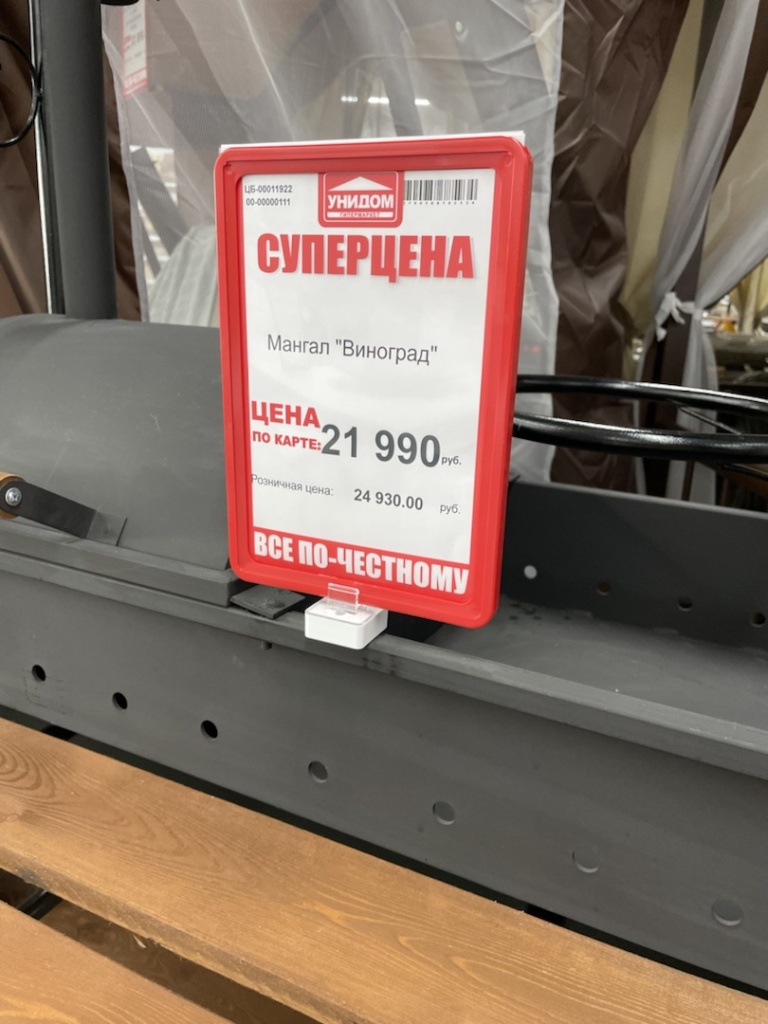 ЦБ-00011922
00-00000111
УНИДОМ
ГИПЕРМАРКЕТ
СУПЕРЦЕНА
Мангал "Виноград"
ЦЕНА
ПО КАРТЕ: 21 990 руб.
Розничная цена: 24 930.00 руб.
ВСЕ ПО-ЧЕСТНОМУ